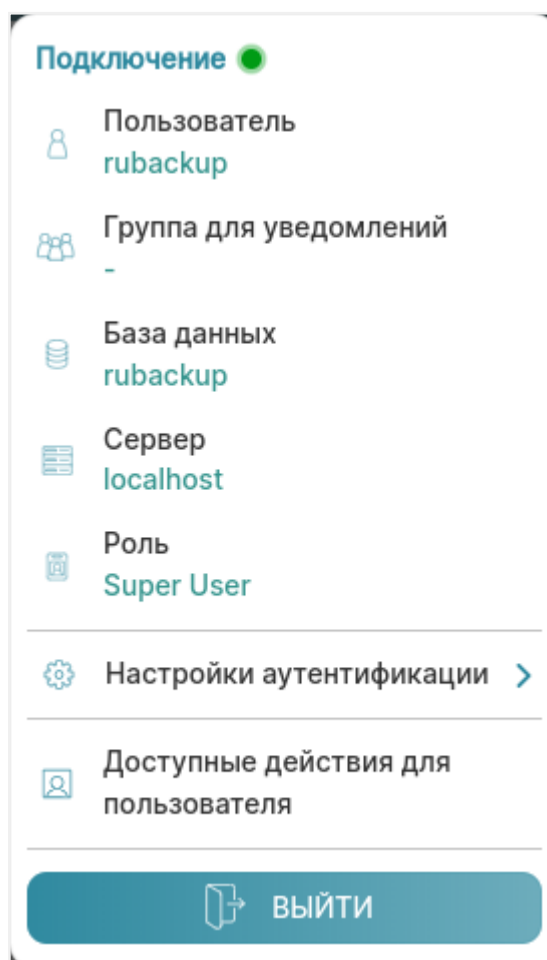 Подключение
Пользователь
rubackup
Группа для уведомлений
-
База данных
rubackup
Сервер
localhost
Роль
Super User
Настройки аутентификации
Доступные действия для
пользователя
ВЫЙТИ